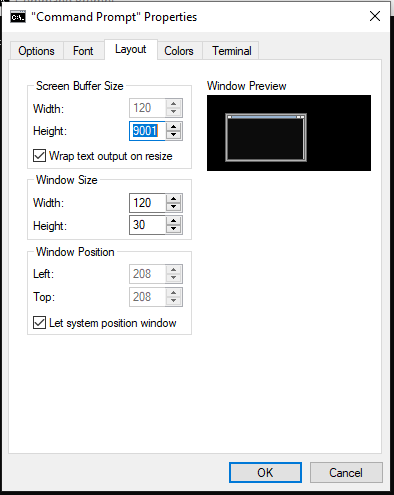 "Command Prompt" Properties
Options Font Layout Colors Terminal
Screen Buffer Size
Width: 120
Height: 9001
Wrap text output on resize
Window Size
Width: 120
Height: 30
Window Position
Left: 208
Top: 208
Let system position window
Window Preview
OK Cancel